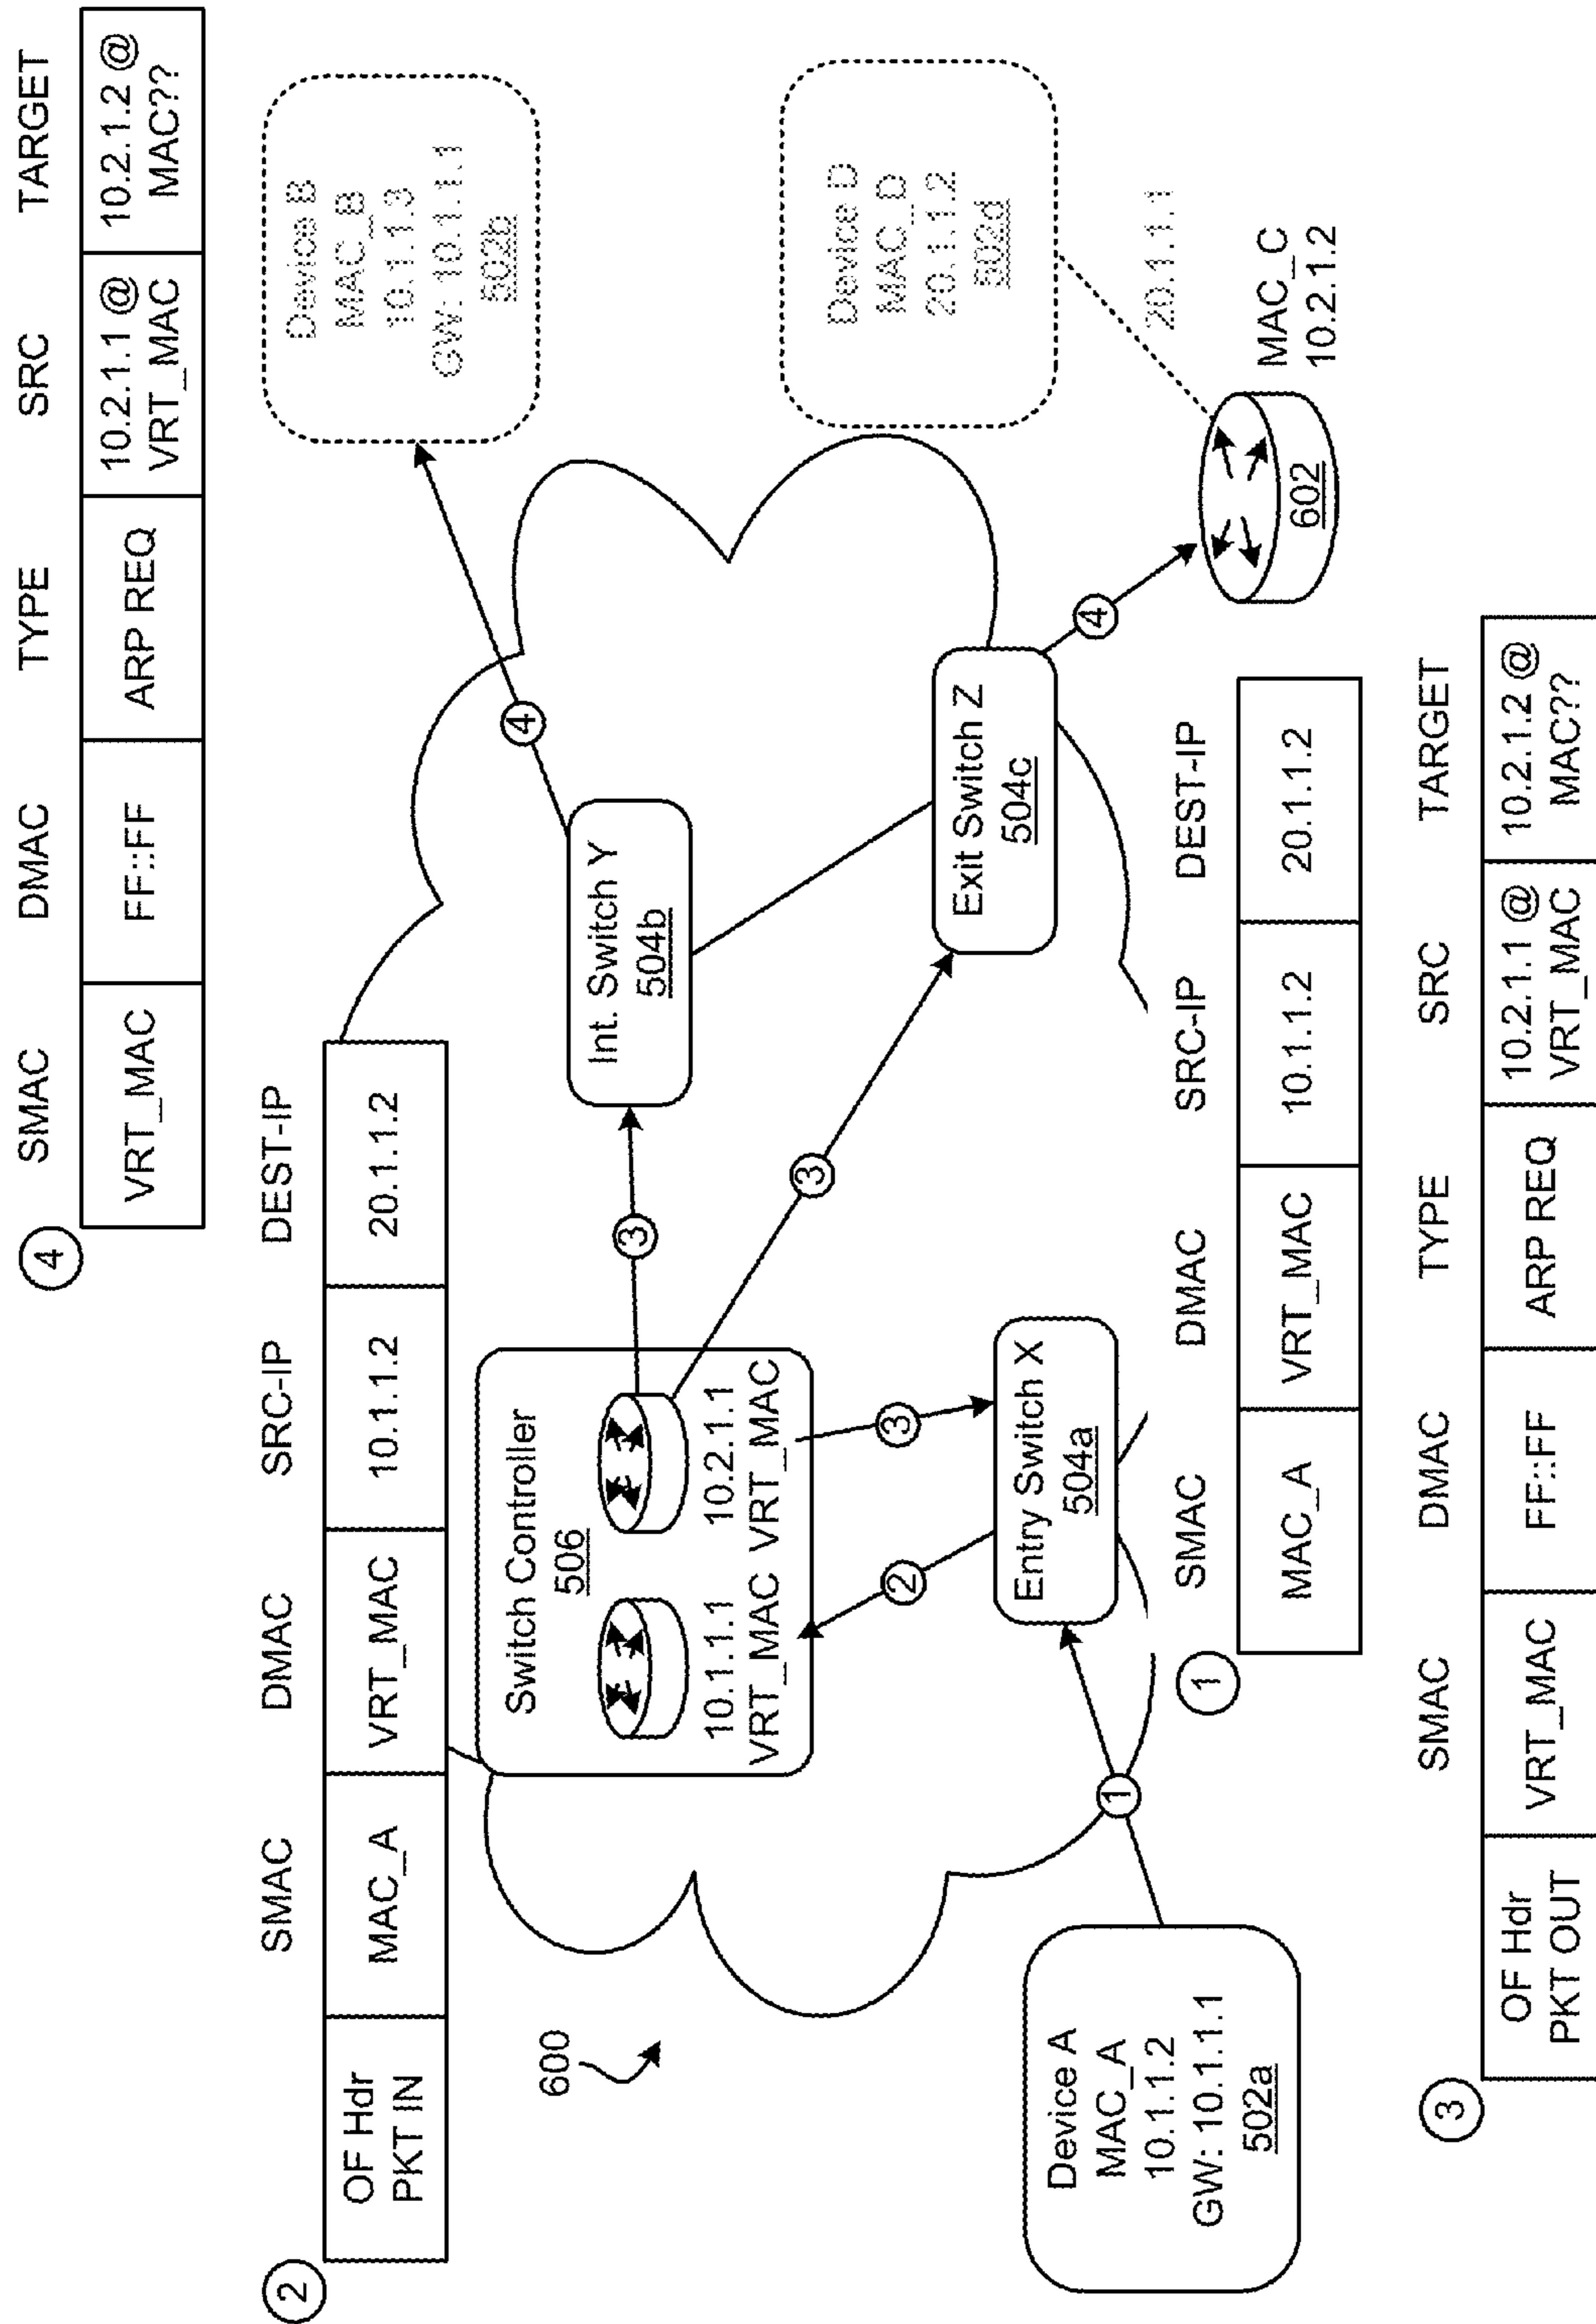 4
SMAC DMAC TYPE SRC TARGET
VRT_MAC FF::FF ARP REQ 10.2.1.1 @ VRT_MAC 10.2.1.2 @ MAC??
2
SMAC DMAC SRC-IP DEST-IP
OF Hdr PKT IN MAC_A VRT_MAC 10.1.1.2 20.1.1.2
600
Switch Controller
506
10.1.1.1
VRT_MAC
10.2.1.1
VRT_MAC
Int. Switch Y
504b
Device B
MAC_B
10.1.1.3
GW: 10.1.1.1
502b
Device D
MAC_D
20.1.1.2
502d
20.1.1.1
3
3
3
4
4
2
1
Entry Switch X
504a
Exit Switch Z
504c
602
MAC_C
10.2.1.2
Device A
MAC_A
10.1.1.2
GW: 10.1.1.1
502a
1
SMAC DMAC SRC-IP DEST-IP
MAC_A VRT_MAC 10.1.1.2 20.1.1.2
3
SMAC DMAC TYPE SRC TARGET
OF Hdr PKT OUT VRT_MAC FF::FF ARP REQ 10.2.1.1 @ VRT_MAC 10.2.1.2 @ MAC??